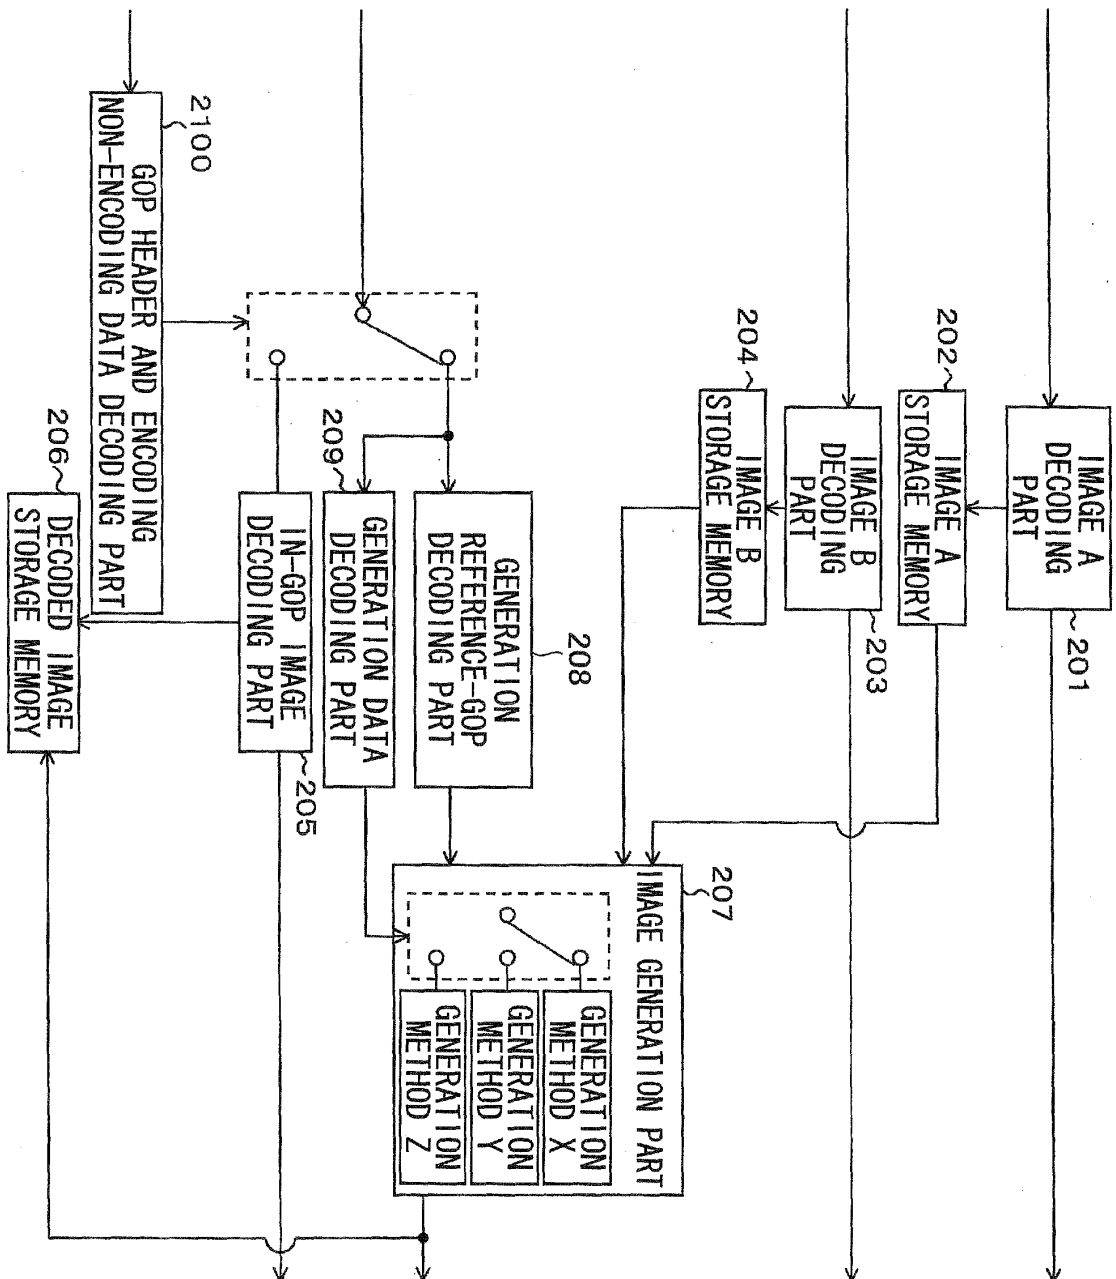 201
IMAGE A
DECODING
PART
202
IMAGE A
STORAGE MEMORY
203
IMAGE B
DECODING
PART
204
IMAGE B
STORAGE MEMORY
207
IMAGE GENERATION PART
GENERATION
METHOD X
GENERATION
METHOD Y
GENERATION
METHOD Z
208
GENERATION
REFERENCE-GOP
DECODING PART
209
GENERATION DATA
DECODING PART
205
IN-GOP IMAGE
DECODING PART
2100
GOP HEADER AND ENCODING
NON-ENCODING DATA DECODING PART
206
DECODED IMAGE
STORAGE MEMORY